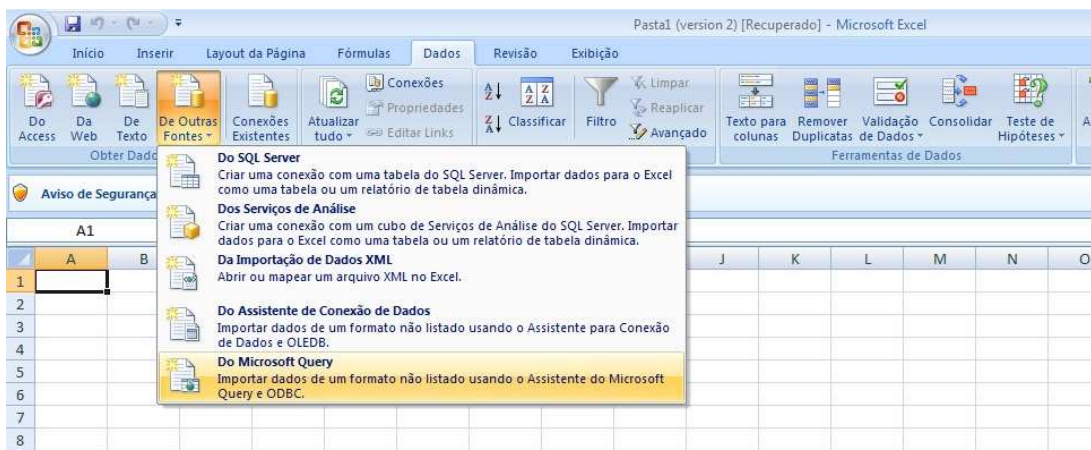 Pasta1 (version 2) [Recuperado] - Microsoft Excel
Início Inserir Layout da Página Fórmulas Dados Revisão Exibição
Do Access
Da Web
De Texto
De Outras Fontes
Conexões Existentes
Atualizar tudo
Conexões
Propriedades
Editar Links
Classificar
Filtro
Limpar
Reaplicar
Avançado
Texto para colunas
Remover Duplicatas
Validação de Dados
Consolidar
Teste de Hipóteses
A
Obter Dado
Ferramentas de Dados
Do SQL Server
Criar uma conexão com uma tabela do SQL Server. Importar dados para o Excel
como uma tabela ou um relatório de tabela dinâmica.
Dos Serviços de Análise
Criar uma conexão com um cubo de Serviços de Análise do SQL Server. Importar
dados para o Excel como uma tabela ou um relatório de tabela dinâmica.
Da Importação de Dados XML
Abrir ou mapear um arquivo XML no Excel.
Do Assistente de Conexão de Dados
Importar dados de um formato não listado usando o Assistente para Conexão
de Dados e OLEDB.
Do Microsoft Query
Importar dados de um formato não listado usando o Assistente do Microsoft
Query e ODBC.
Aviso de Segurança
A1
A B J K L M N O
1
2
3
4
5
6
7
8